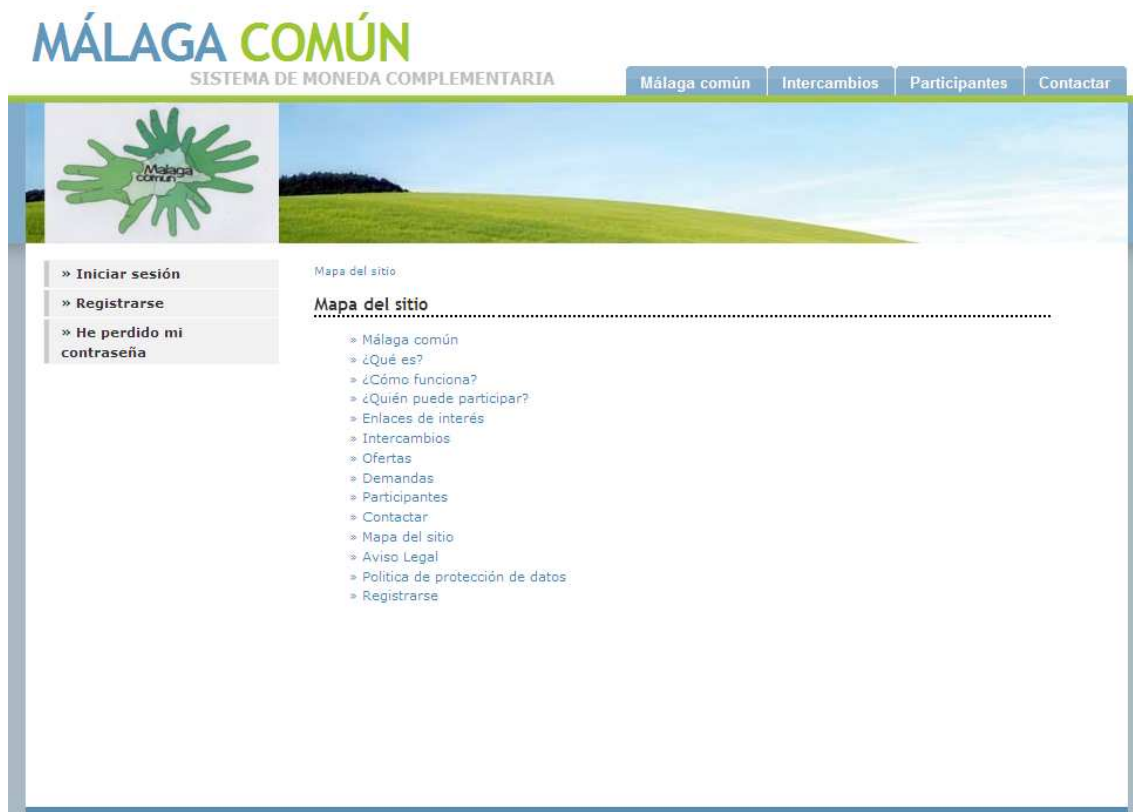 MÁLAGA COMÚN
SISTEMA DE MONEDA COMPLEMENTARIA
Málaga común
Intercambios
Participantes
Contactar
Malaga
común
» Iniciar sesión
» Registrarse
» He perdido mi
contraseña
Mapa del sitio
Mapa del sitio
» Málaga común
» ¿Qué es?
» ¿Cómo funciona?
» ¿Quién puede participar?
» Enlaces de interés
» Intercambios
» Ofertas
» Demandas
» Participantes
» Contactar
» Mapa del sitio
» Aviso Legal
» Politica de protección de datos
» Registrarse